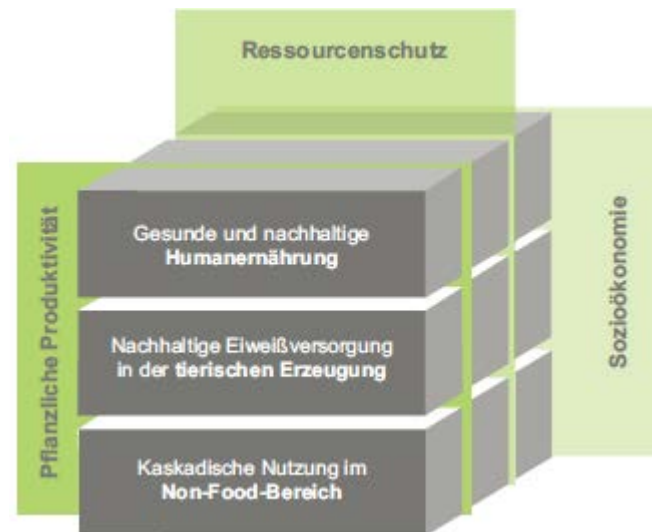 Ressourcenschutz
Pflanzliche Produktivität
Gesunde und nachhaltige
Humanernährung
Nachhaltige Eiweißversorgung
in der tierischen Erzeugung
Kaskadische Nutzung im
Non-Food-Bereich
Sozioökonomie